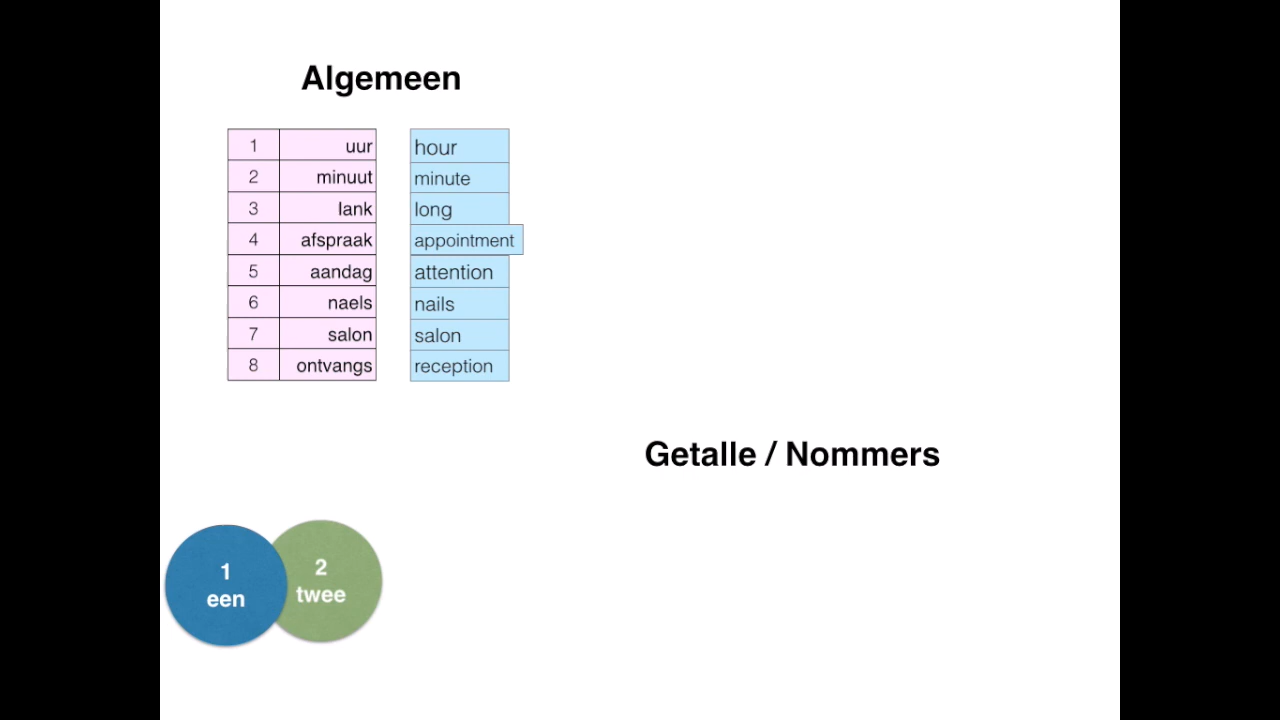 Algemeen
1 uur hour
2 minuut minute
3 lank long
4 afspraak appointment
5 aandag attention
6 naels nails
7 salon salon
8 ontvangs reception
Getalle / Nommers
1
een
2
twee